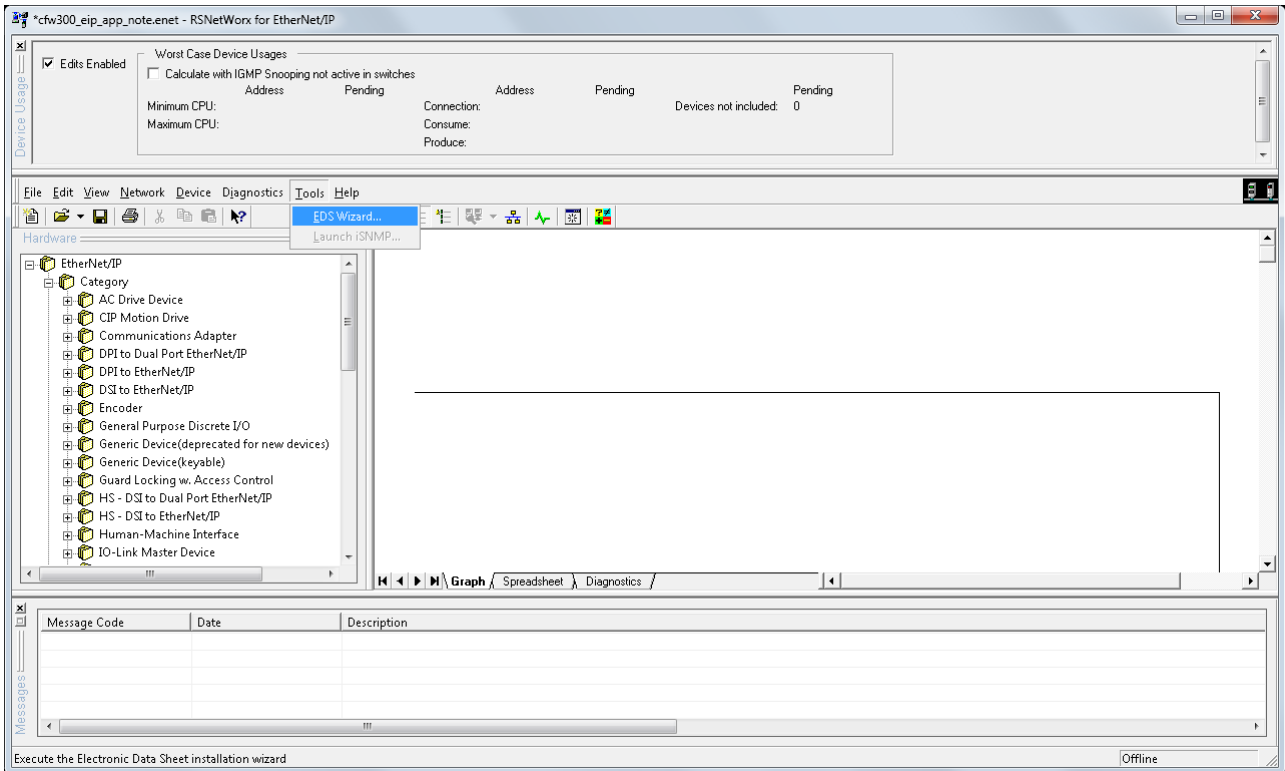 *cfw300_eip_app_note.enet - RSNetWorx for EtherNet/IP
Device Usage
Edits Enabled
Worst Case Device Usages
Calculate with IGMP Snooping not active in switches
Address Pending Address Pending Pending
Minimum CPU: Connection: Devices not included: 0
Maximum CPU: Consume:
Produce:
File Edit View Network Device Diagnostics Tools Help
EDS Wizard...
Launch iSNMP...
Hardware
EtherNet/IP
Category
AC Drive Device
CIP Motion Drive
Communications Adapter
DPI to Dual Port EtherNet/IP
DPI to EtherNet/IP
DSI to EtherNet/IP
Encoder
General Purpose Discrete I/O
Generic Device(deprecated for new devices)
Generic Device(keyable)
Guard Locking w. Access Control
HS - DSI to Dual Port EtherNet/IP
HS - DSI to EtherNet/IP
Human-Machine Interface
IO-Link Master Device
Graph Spreadsheet Diagnostics
Messages
Message Code Date Description
Execute the Electronic Data Sheet installation wizard Offline